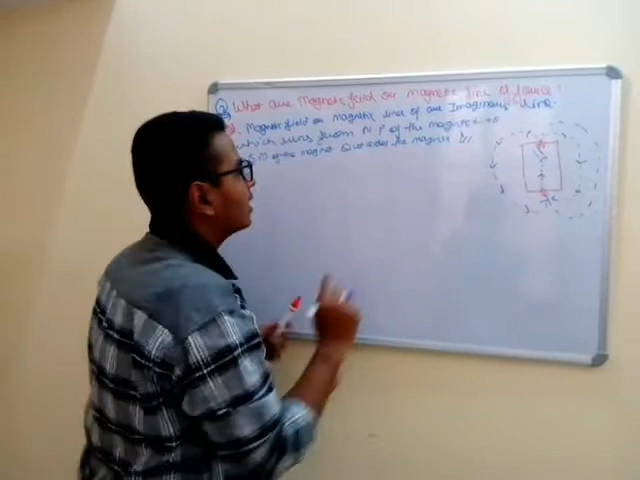 Q What are Magnetic field or magnetic line of force?
Magnetic field or magnetic line of are Imaginary line
which runs from N P of the magnet to
S.P of the magnet outside the magnet